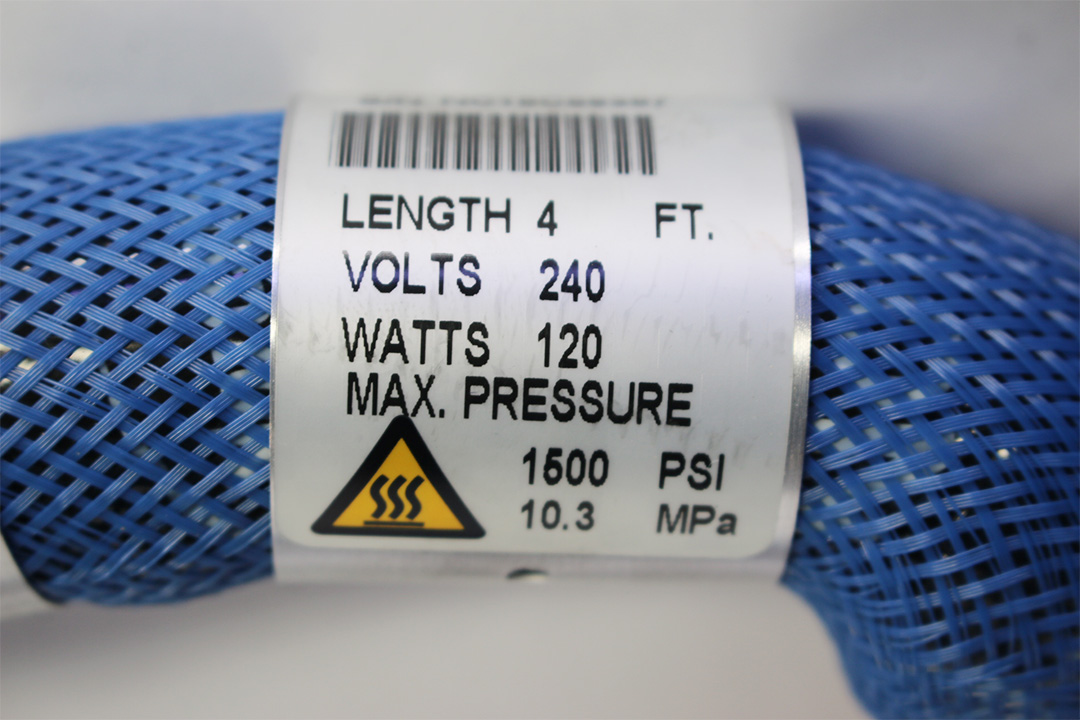 LENGTH 4 FT.
VOLTS 240
WATTS 120
MAX. PRESSURE
1500 PSI
10.3 MPa